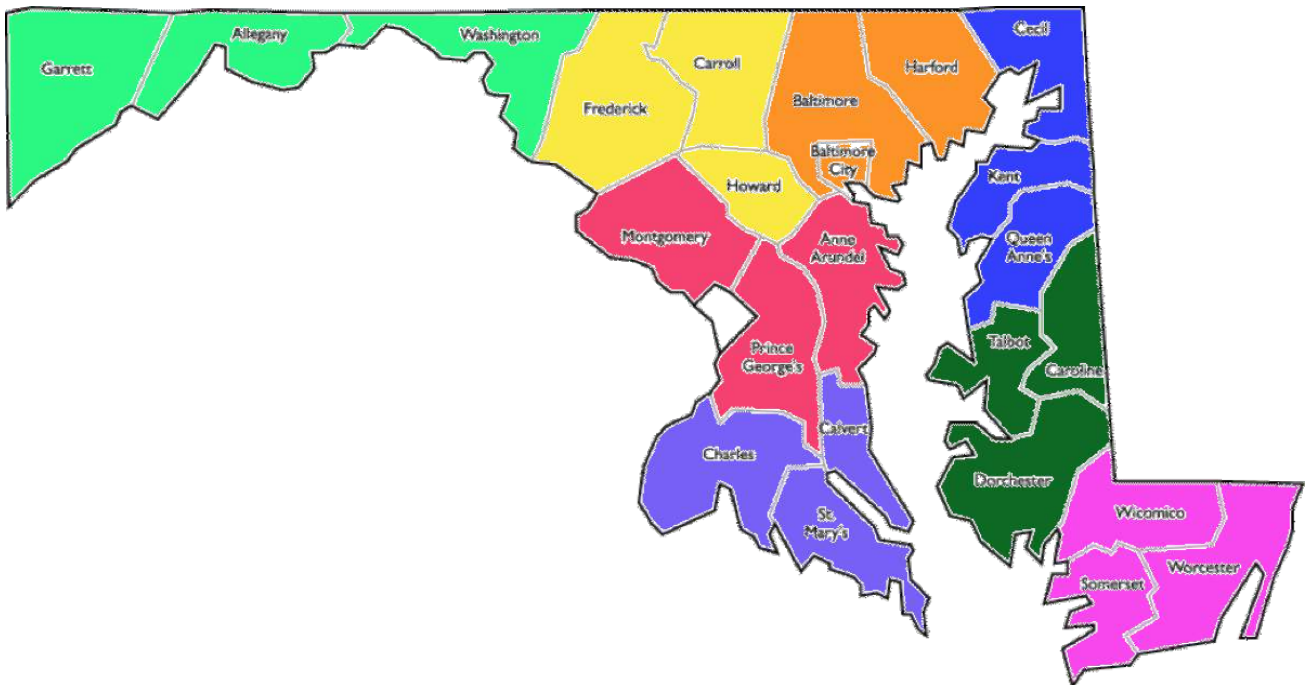 Garrett
Allegany
Washington
Frederick
Carroll
Baltimore
Harford
Cecil
Baltimore
City
Howard
Kent
Montgomery
Anne
Arundel
Queen
Anne's
Prince
George's
Talbot
Caroline
Calvert
Charles
Dorchester
St.
Mary's
Wicomico
Somerset
Worcester